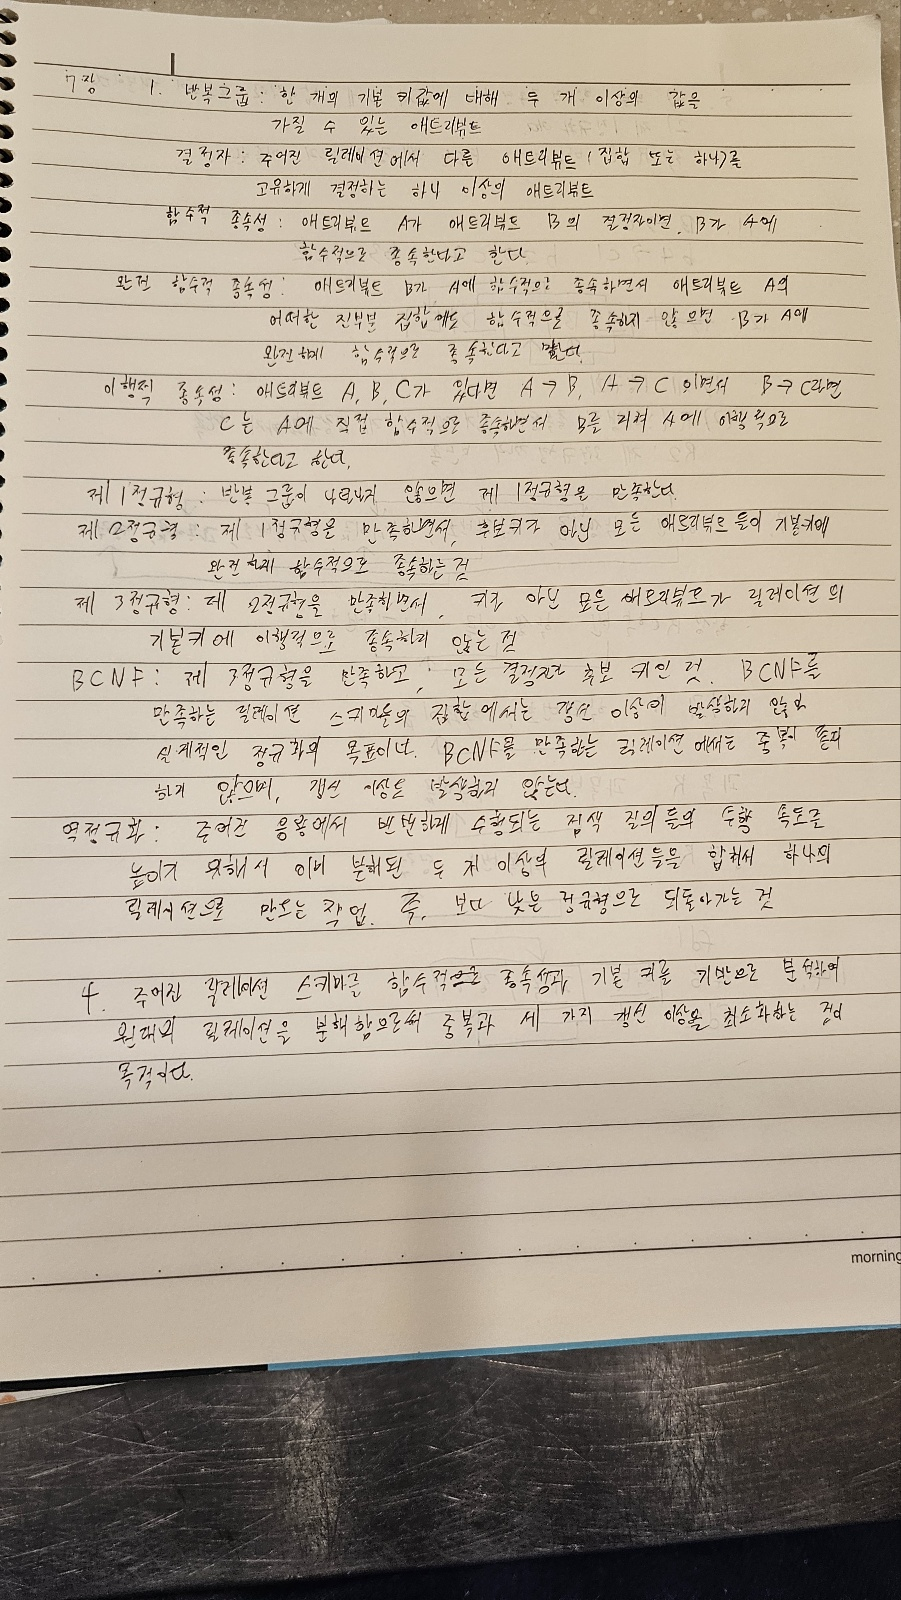 7장 1. 반복그룹 : 한 개의 기본 키값에 대해 두 개 이상의 값을
가질 수 있는 애트리뷰트
결정자 : 주어진 릴레이션에서 다른 애트리뷰트 (집합 또는 하나)를
고유하게 결정하는 하나 이상의 애트리뷰트
함수적 종속성 : 애트리뷰트 A가 애트리뷰트 B의 결정자이면, B가 A에
함수적으로 종속한다고 한다.
완전 함수적 종속성 : 애트리뷰트 B가 A에 함수적으로 종속하면서 애트리뷰트 A의
어떠한 진부분 집합에도 함수적으로 종속하지 않으면 B가 A에
완전하게 함수적으로 종속한다고 한다.
이행적 종속성 : 애트리뷰트 A, B, C가 있다면 A → B, A → C 이면서 B → C라면
C는 A에 직접 함수적으로 종속하면서 B를 거쳐 A에 이행적으로
종속한다고 한다.
제 1정규형 : 반복 그룹이 나타나지 않으면 제 1정규형을 만족한다.
제 2정규형 : 제 1정규형을 만족하면서, 후보키가 아닌 모든 애트리뷰트들이 기본키에
완전하게 함수적으로 종속하는 것
제 3정규형 : 제 2정규형을 만족하면서, 키가 아닌 모든 애트리뷰트가 릴레이션의
기본키에 이행적으로 종속하지 않는 것
BCNF : 제 3정규형을 만족하고, 모든 결정자가 후보 키인 것. BCNF를
만족하는 릴레이션 스키마들의 집합에서는 갱신 이상이 발생하지 않아
실제적인 정규화의 목표이다. BCNF를 만족하는 릴레이션에서는 중복이 존재
하지 않으며, 갱신 이상도 발생하지 않는다.
역정규화 : 주어진 응용에서 빈번하게 수행되는 검색 질의들의 수행 속도를
높이기 위해서 이미 분해된 두 개 이상의 릴레이션들을 합쳐서 하나의
릴레이션으로 만드는 작업. 즉, 보다 낮은 정규형으로 되돌아가는 것
4. 주어진 릴레이션 스키마를 함수적으로 종속성과 기본 키를 기반으로 분석하여
원래의 릴레이션을 분해함으로써 중복과 세 가지 갱신 이상을 최소화하는 것이
목적이다.
morning